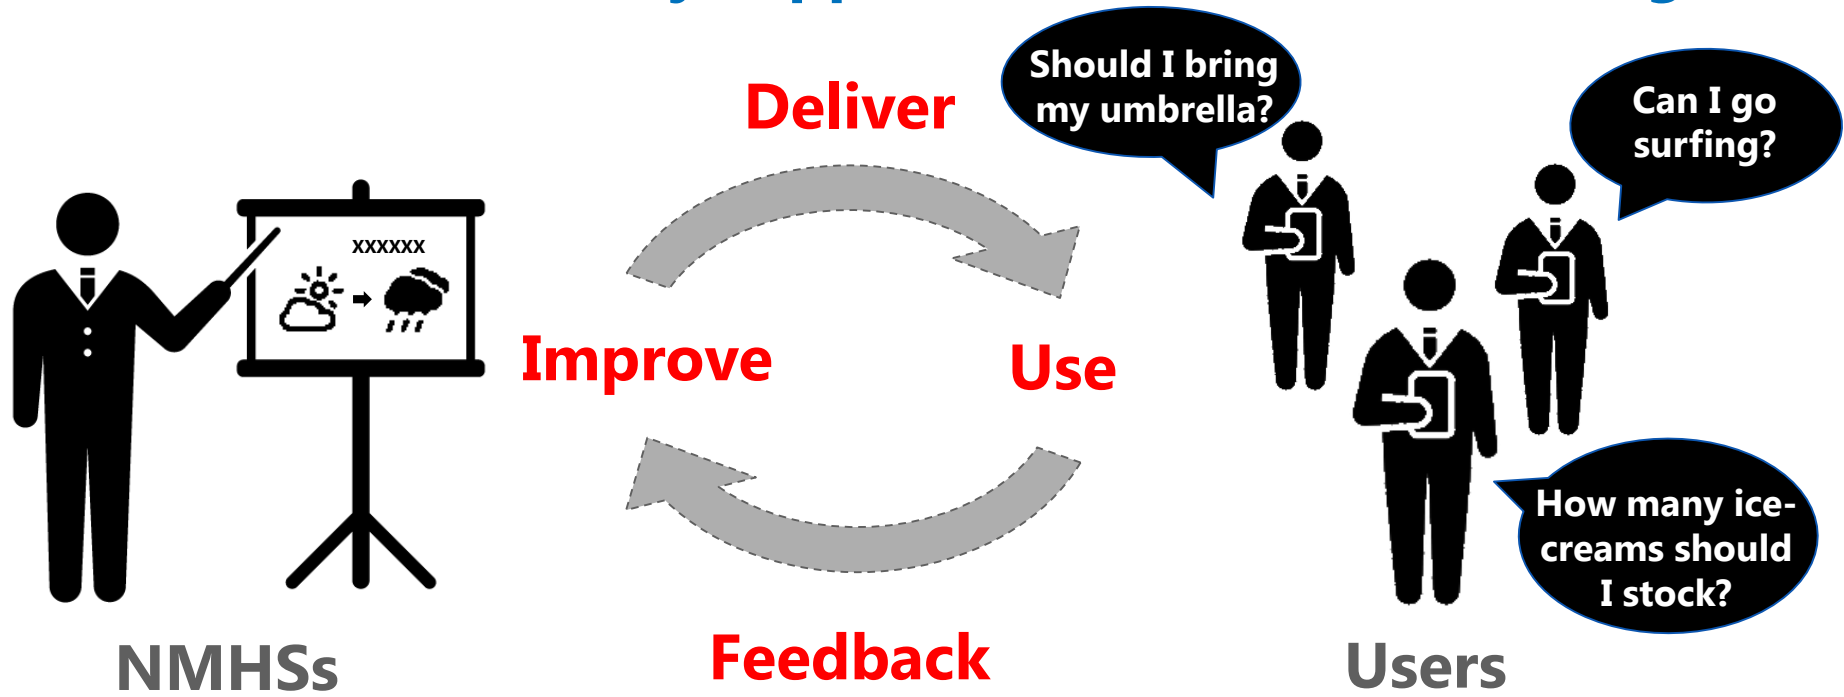 Should I bring
my umbrella?
Can I go
surfing?
Deliver
xxxxxx
Improve
Use
How many ice-
creams should
I stock?
NMHSs
Feedback
Users